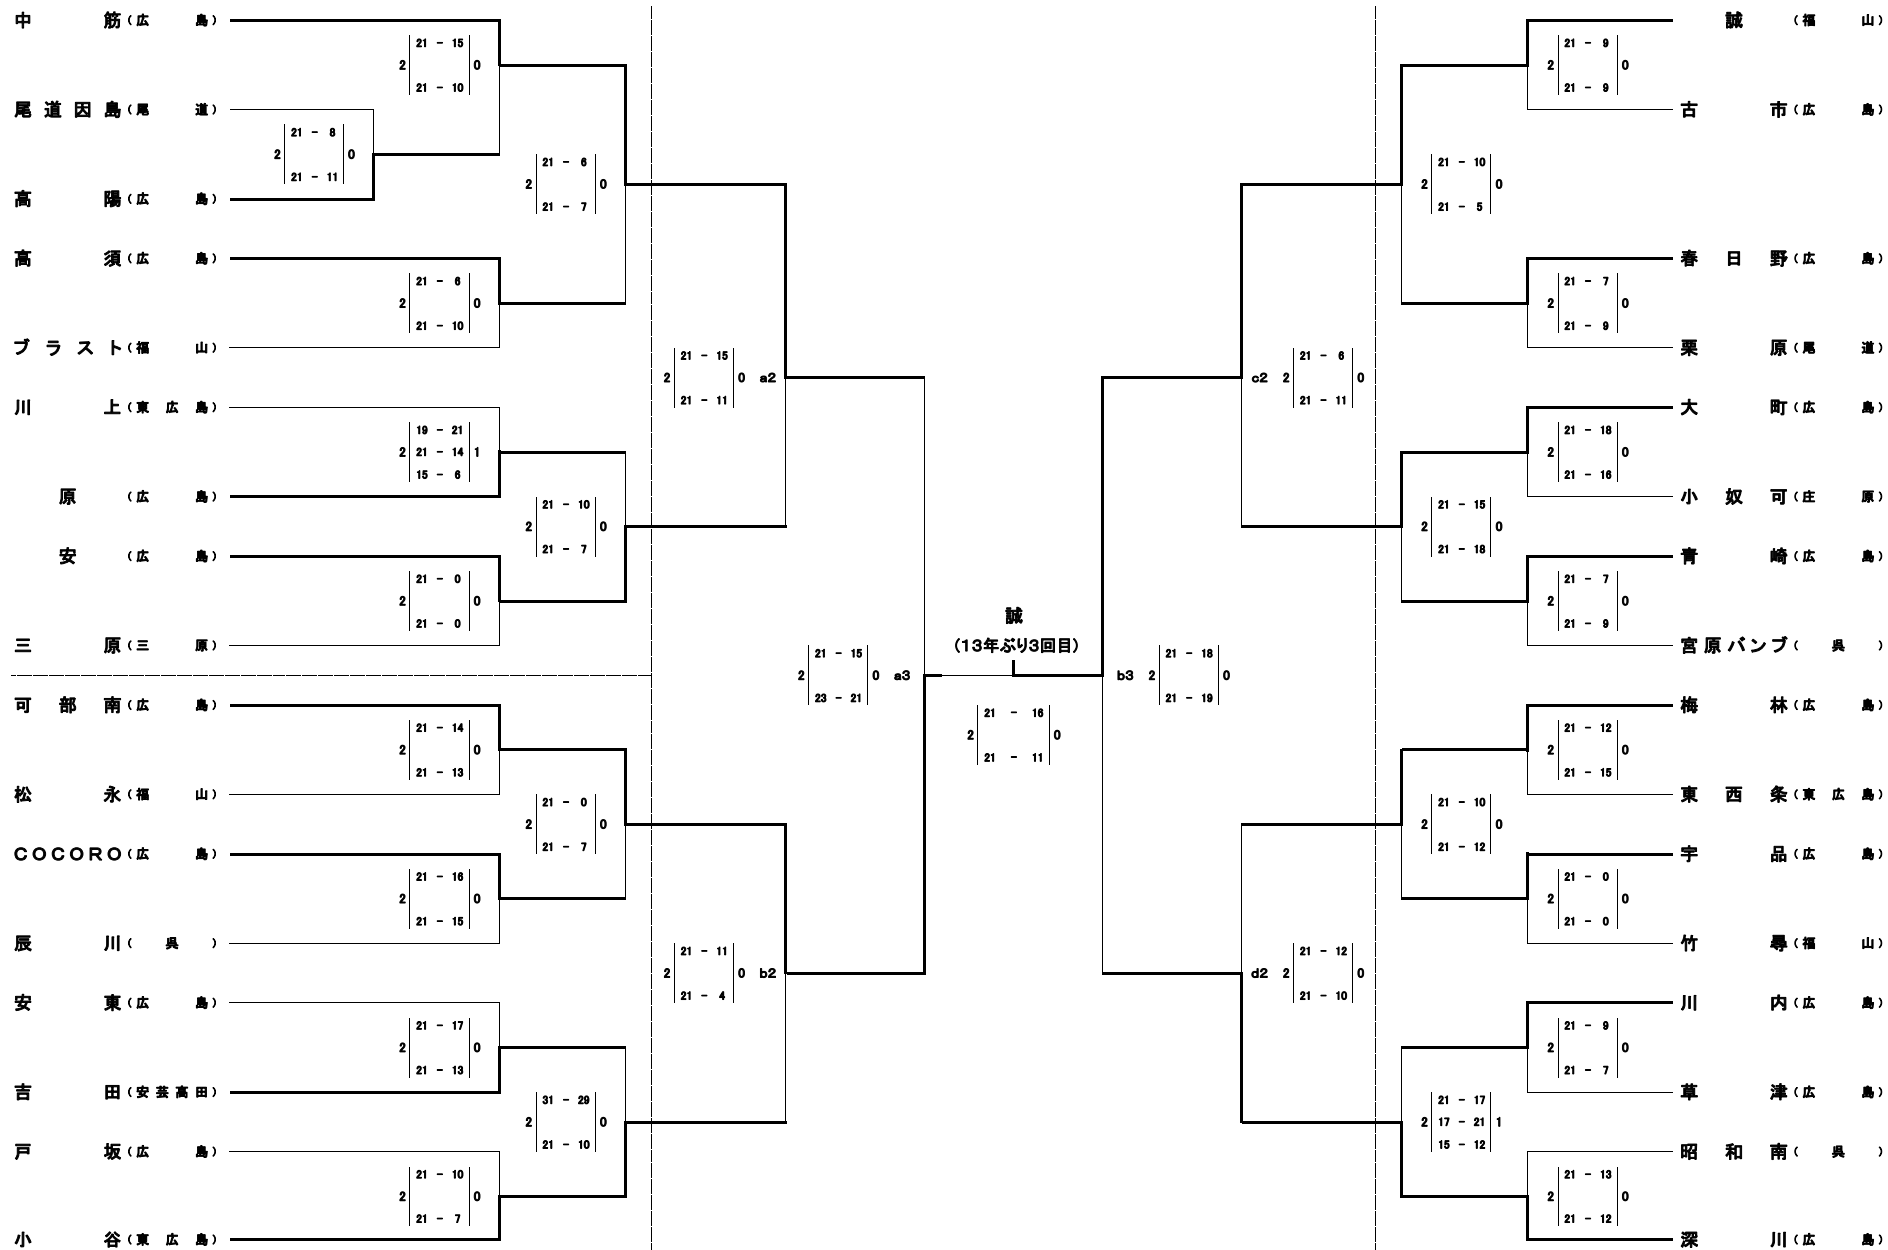 中筋(広島)
誠(福山)
21 - 15
2 0
21 - 10
21 - 9
2 0
21 - 9
尾道因島(尾道)
古市(広島)
21 - 8
2 0
21 - 11
21 - 6
2 0
21 - 7
21 - 10
2 0
21 - 5
高陽(広島)
高須(広島)
春日野(広島)
21 - 6
2 0
21 - 10
21 - 7
2 0
21 - 9
ブラスト(福山)
栗原(尾道)
21 - 15
2 0 a2
21 - 11
21 - 6
c2 2 0
21 - 11
川上(東広島)
大町(広島)
19 - 21
2 21 - 14 1
15 - 6
21 - 18
2 0
21 - 16
原(広島)
小奴可(庄原)
21 - 10
2 0
21 - 7
21 - 15
2 0
21 - 18
安(広島)
青崎(広島)
21 - 0
2 0
21 - 0
21 - 7
2 0
21 - 9
誠
(13年ぶり3回目)
三原(三原)
宮原バンブ(呉)
21 - 15
2 0 a3
23 - 21
21 - 18
b3 2 0
21 - 19
可部南(広島)
梅林(広島)
21 - 16
2 0
21 - 11
21 - 14
2 0
21 - 13
21 - 12
2 0
21 - 15
松永(福山)
東西条(東広島)
21 - 0
2 0
21 - 7
21 - 10
2 0
21 - 12
COCORO(広島)
宇品(広島)
21 - 16
2 0
21 - 15
21 - 0
2 0
21 - 0
辰川(呉)
竹尋(福山)
21 - 11
2 0 b2
21 - 4
21 - 12
d2 2 0
21 - 10
安東(広島)
川内(広島)
21 - 17
2 0
21 - 13
21 - 9
2 0
21 - 7
吉田(安芸高田)
草津(広島)
31 - 29
2 0
21 - 10
21 - 17
2 17 - 21 1
15 - 12
戸坂(広島)
昭和南(呉)
21 - 10
2 0
21 - 7
21 - 13
2 0
21 - 12
小谷(東広島)
深川(広島)